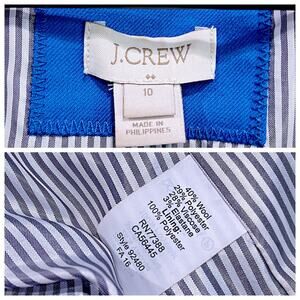 J.CREW
10
MADE IN
PHILIPPINES
40% Wool
29% Polyester
28% Viscose
3% Elastane
Lining:
100% Polyester
RN77388
CA56445
Style 92480
FA 16